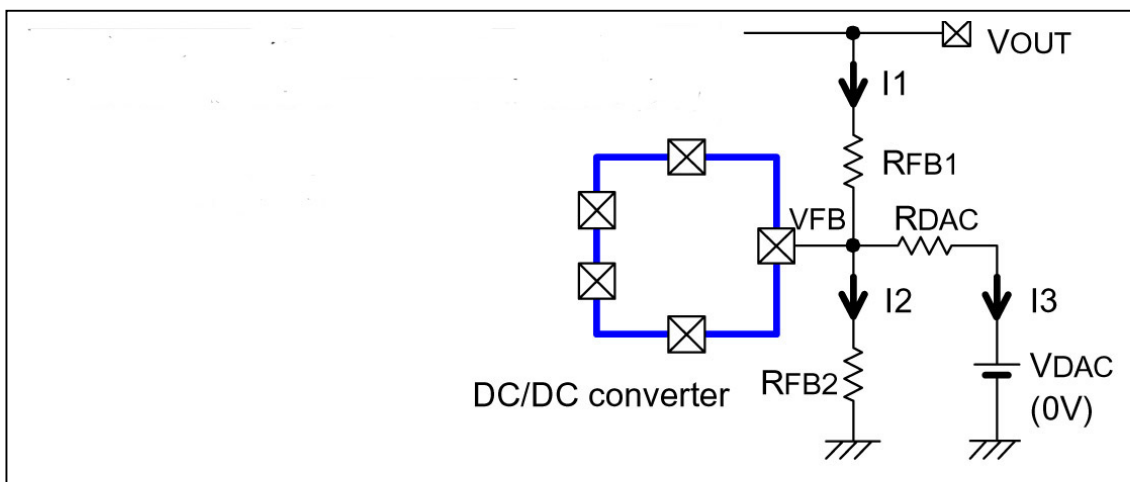 VOUT
I1
RFB1
VFB
RDAC
I2
I3
RFB2
VDAC
(0V)
DC/DC converter